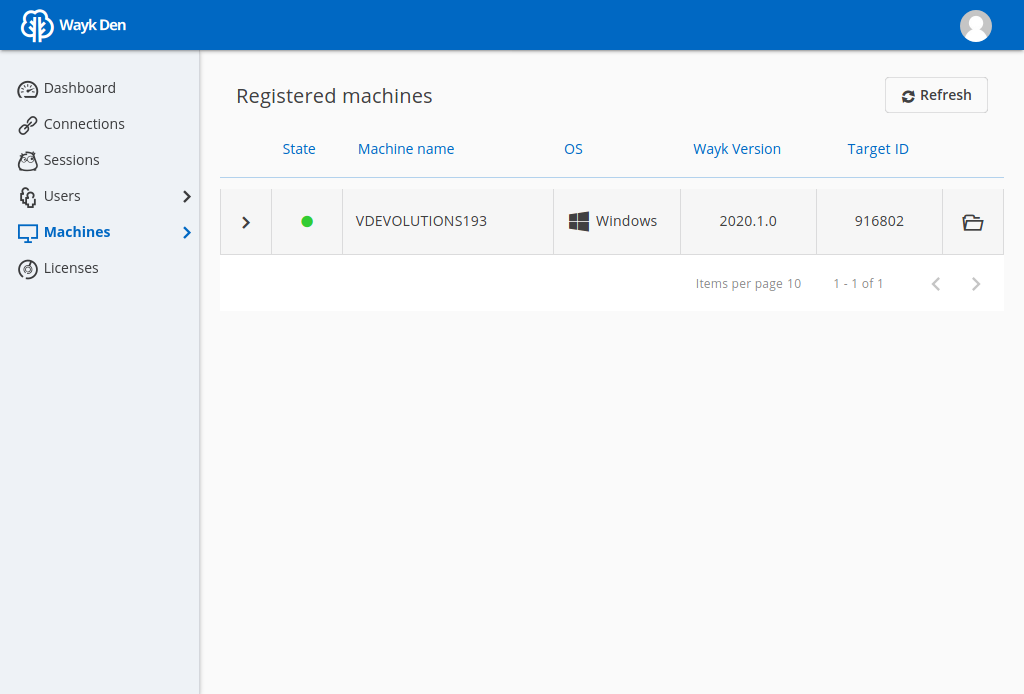 Wayk Den
Dashboard
Connections
Sessions
Users
Machines
Licenses
Registered machines
Refresh
State Machine name OS Wayk Version Target ID
VDEVOLUTIONS193 Windows 2020.1.0 916802
Items per page 10 1 - 1 of 1